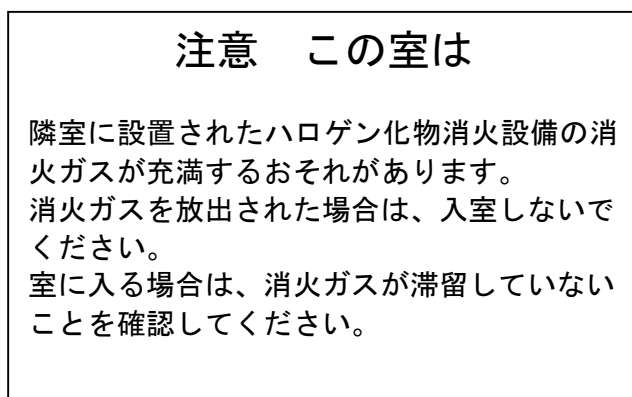 注意　この室は
隣室に設置されたハロゲン化物消火設備の消
火ガスが充満するおそれがあります。
消火ガスを放出された場合は、入室しないで
ください。
室に入る場合は、消火ガスが滞留していない
ことを確認してください。